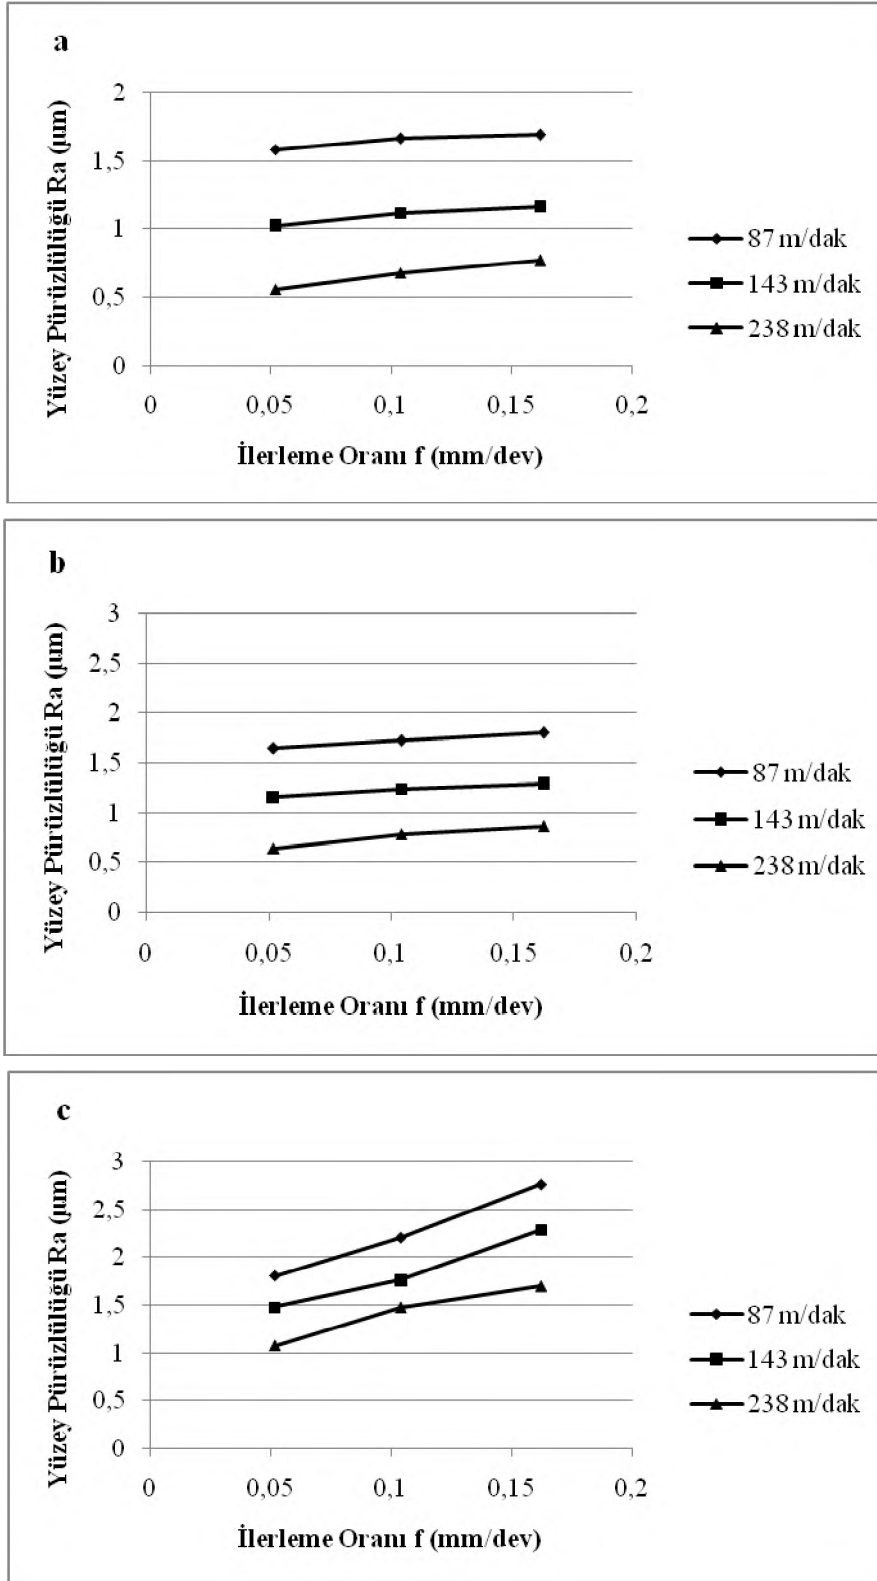 a
Yüzey Pürüzlülüğü Ra (µm)
2
1,5
1
0,5
0
0 0,05 0,1 0,15 0,2
İlerleme Oranı f (mm/dev)
87 m/dak
143 m/dak
238 m/dak
b
Yüzey Pürüzlülüğü Ra (µm)
3
2,5
2
1,5
1
0,5
0
0 0,05 0,1 0,15 0,2
İlerleme Oranı f (mm/dev)
87 m/dak
143 m/dak
238 m/dak
c
Yüzey Pürüzlülüğü Ra (µm)
3
2,5
2
1,5
1
0,5
0
0 0,05 0,1 0,15 0,2
İlerleme Oranı f (mm/dev)
87 m/dak
143 m/dak
238 m/dak